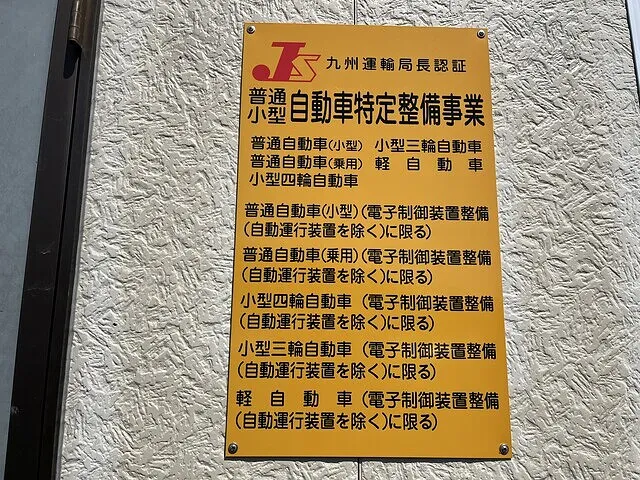 JS 九州運輸局長認証
普通
小型 自動車特定整備事業
普通自動車(小型) 小型三輪自動車
普通自動車(乗用) 軽自動車
小型四輪自動車
普通自動車(小型)(電子制御装置整備
(自動運行装置を除く)に限る)
普通自動車(乗用)(電子制御装置整備
(自動運行装置を除く)に限る)
小型四輪自動車 (電子制御装置整備
(自動運行装置を除く)に限る)
小型三輪自動車 (電子制御装置整備
(自動運行装置を除く)に限る)
軽自動車 (電子制御装置整備
(自動運行装置を除く)に限る)